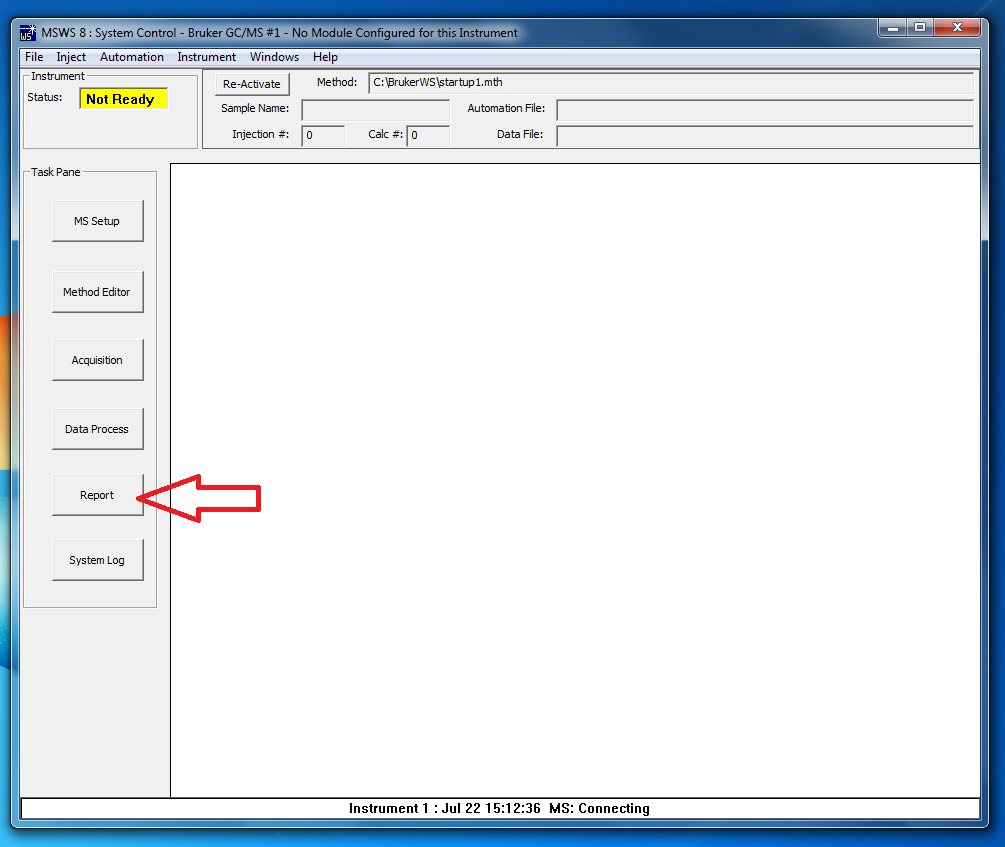 MSWS 8 : System Control - Bruker GC/MS #1 - No Module Configured for this Instrument
File Inject Automation Instrument Windows Help
Instrument
Status: Not Ready
Re-Activate Method: C:\BrukerWS\startup1.mth
Sample Name: Automation File:
Injection #: 0 Calc #: 0 Data File:
Task Pane
MS Setup
Method Editor
Acquisition
Data Process
Report
System Log
Instrument 1 : Jul 22 15:12:36 MS: Connecting